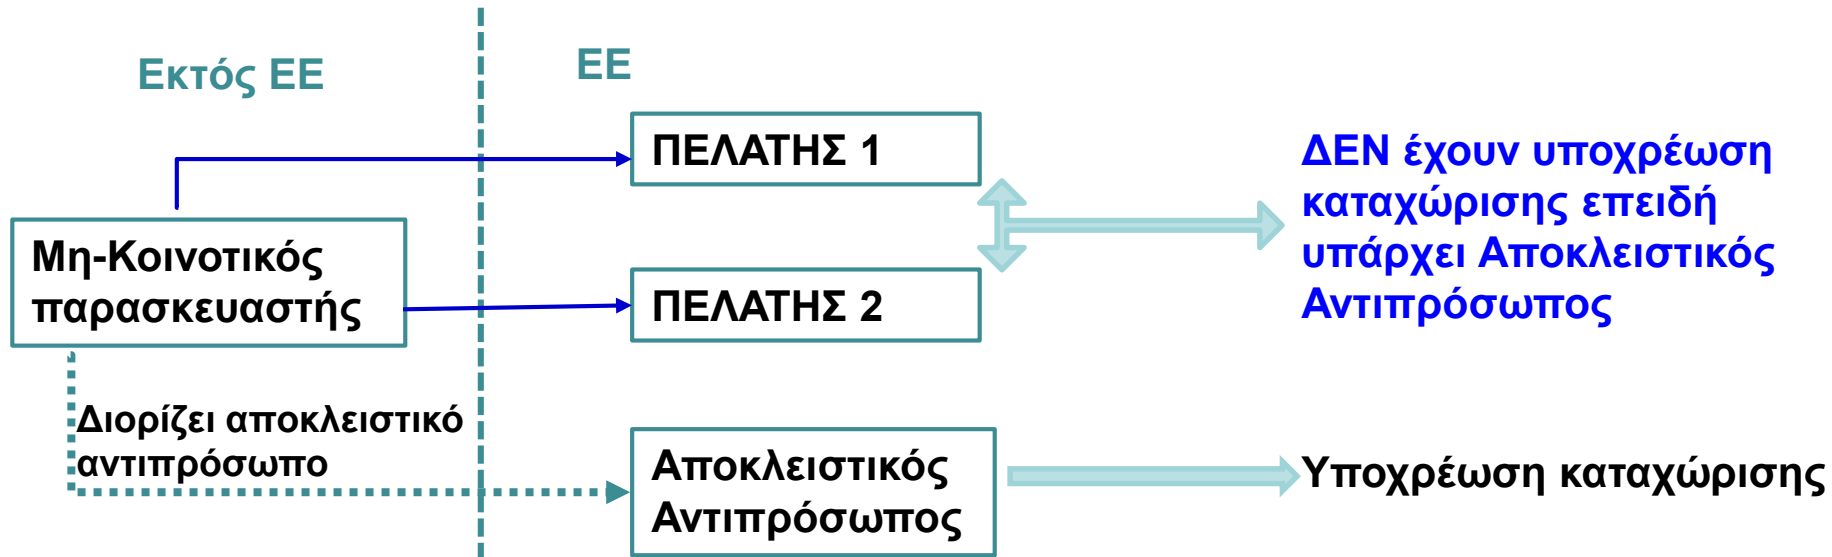 Εκτός ΕΕ
ΕΕ
ΠΕΛΑΤΗΣ 1
ΔΕΝ έχουν υποχρέωση
καταχώρισης επειδή
υπάρχει Αποκλειστικός
Αντιπρόσωπος
Μη-Κοινοτικός
παρασκευαστής
ΠΕΛΑΤΗΣ 2
Διορίζει αποκλειστικό
αντιπρόσωπο
Αποκλειστικός
Αντιπρόσωπος
Υποχρέωση καταχώρισης